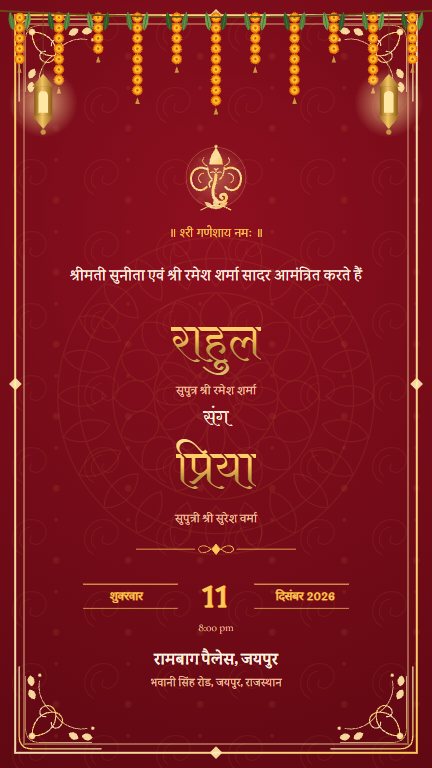 ॥ श्री गणेशाय नमः ॥
श्रीमती सुनीता एवं श्री रमेश शर्मा सादर आमंत्रित करते हैं
राहुल
सुपुत्र श्री रमेश शर्मा
संग
प्रिया
सुपुत्री श्री सुरेश वर्मा
शुक्रवार 11 दिसंबर 2026
8:00 pm
रामबाग पैलेस, जयपुर
भवानी सिंह रोड, जयपुर, राजस्थान